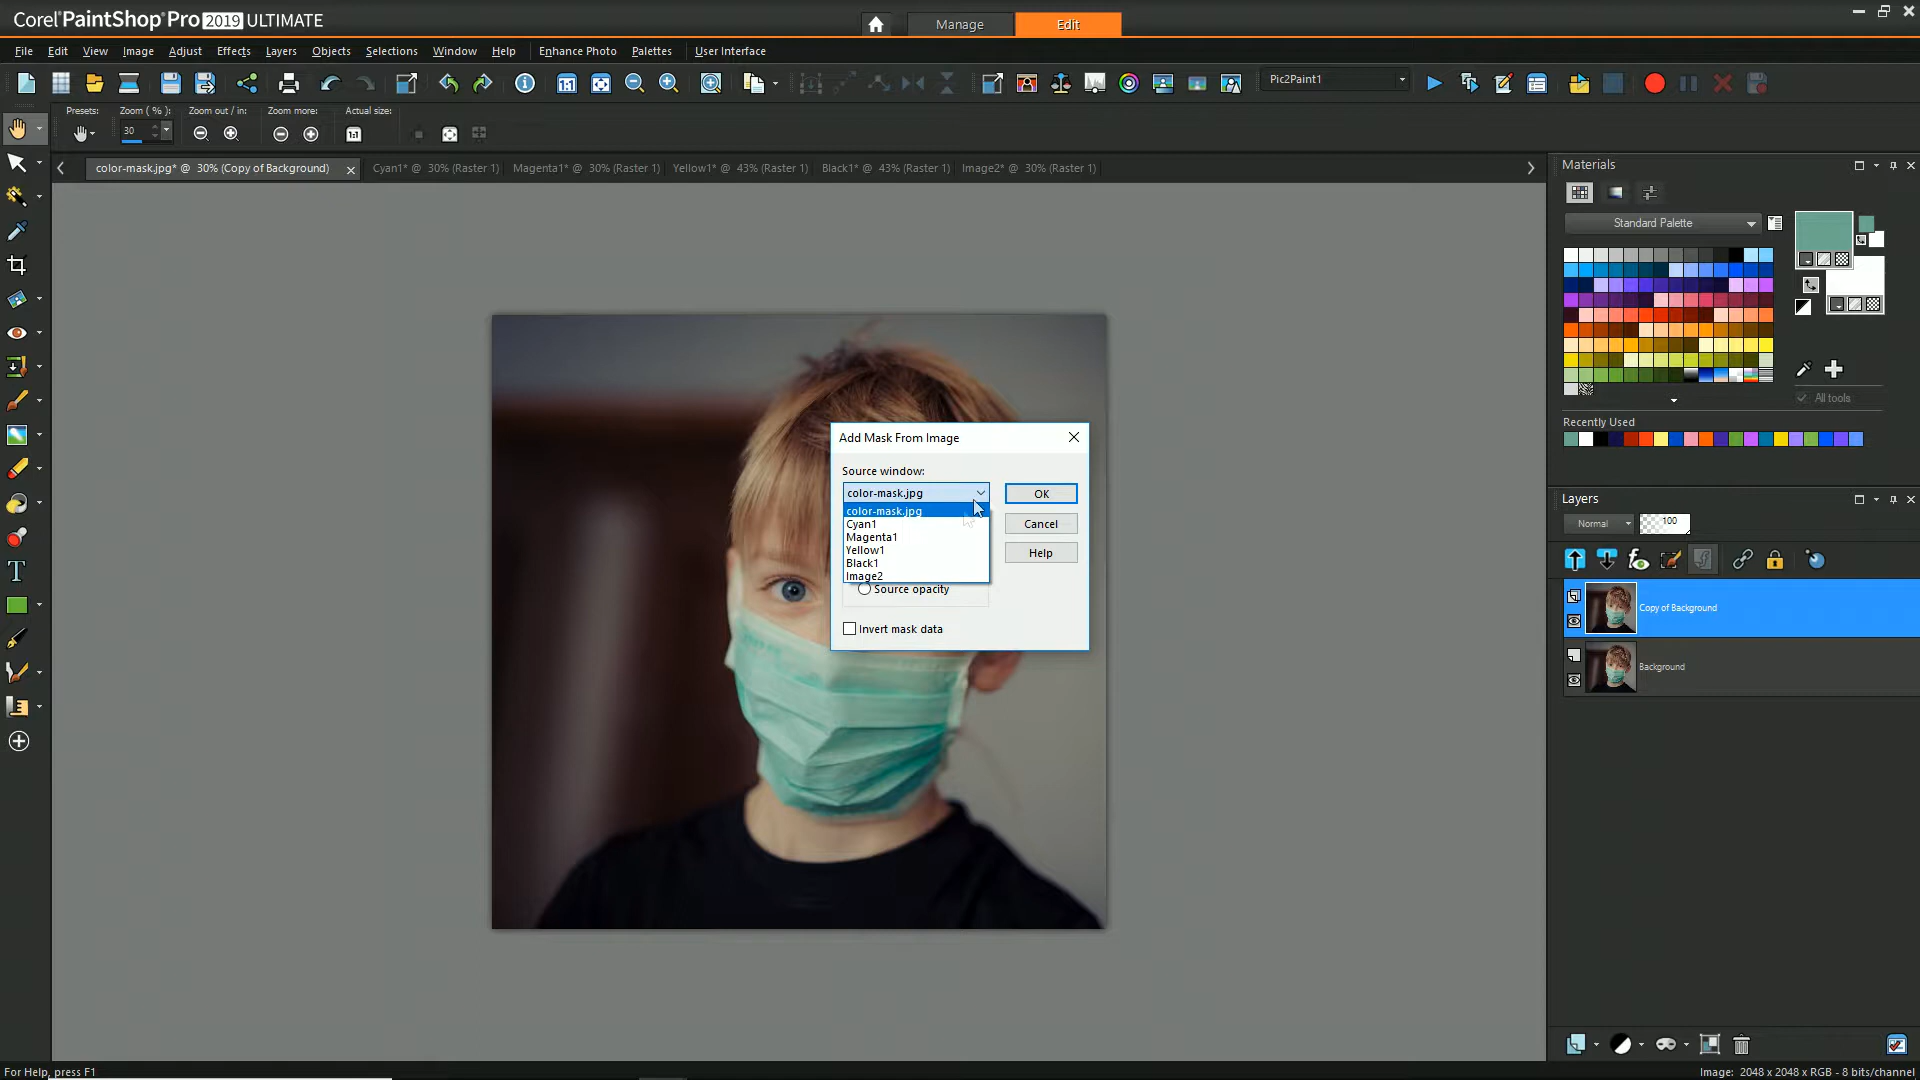 Corel PaintShop Pro 2019 ULTIMATE
Manage
Edit
File Edit View Image Adjust Effects Layers Objects Selections Window Help Enhance Photo Palettes User Interface
Pic2Paint1
Presets: Zoom ( % ): Zoom out / in: Zoom more: Actual size:
30
color-mask.jpg* @ 30% (Copy of Background)
Cyan1* @ 30% (Raster 1)
Magenta1* @ 30% (Raster 1)
Yellow1* @ 43% (Raster 1)
Black1* @ 43% (Raster 1)
Image2* @ 30% (Raster 1)
Materials
Standard Palette
All tools
Recently Used
Add Mask From Image
Source window:
color-mask.jpg
color-mask.jpg
Cyan1
Magenta1
Yellow1
Black1
Image2
Source opacity
Invert mask data
OK
Cancel
Help
Layers
Normal
100
Copy of Background
Background
For Help, press F1
Image: 2048 x 2048 x RGB - 8 bits/channel